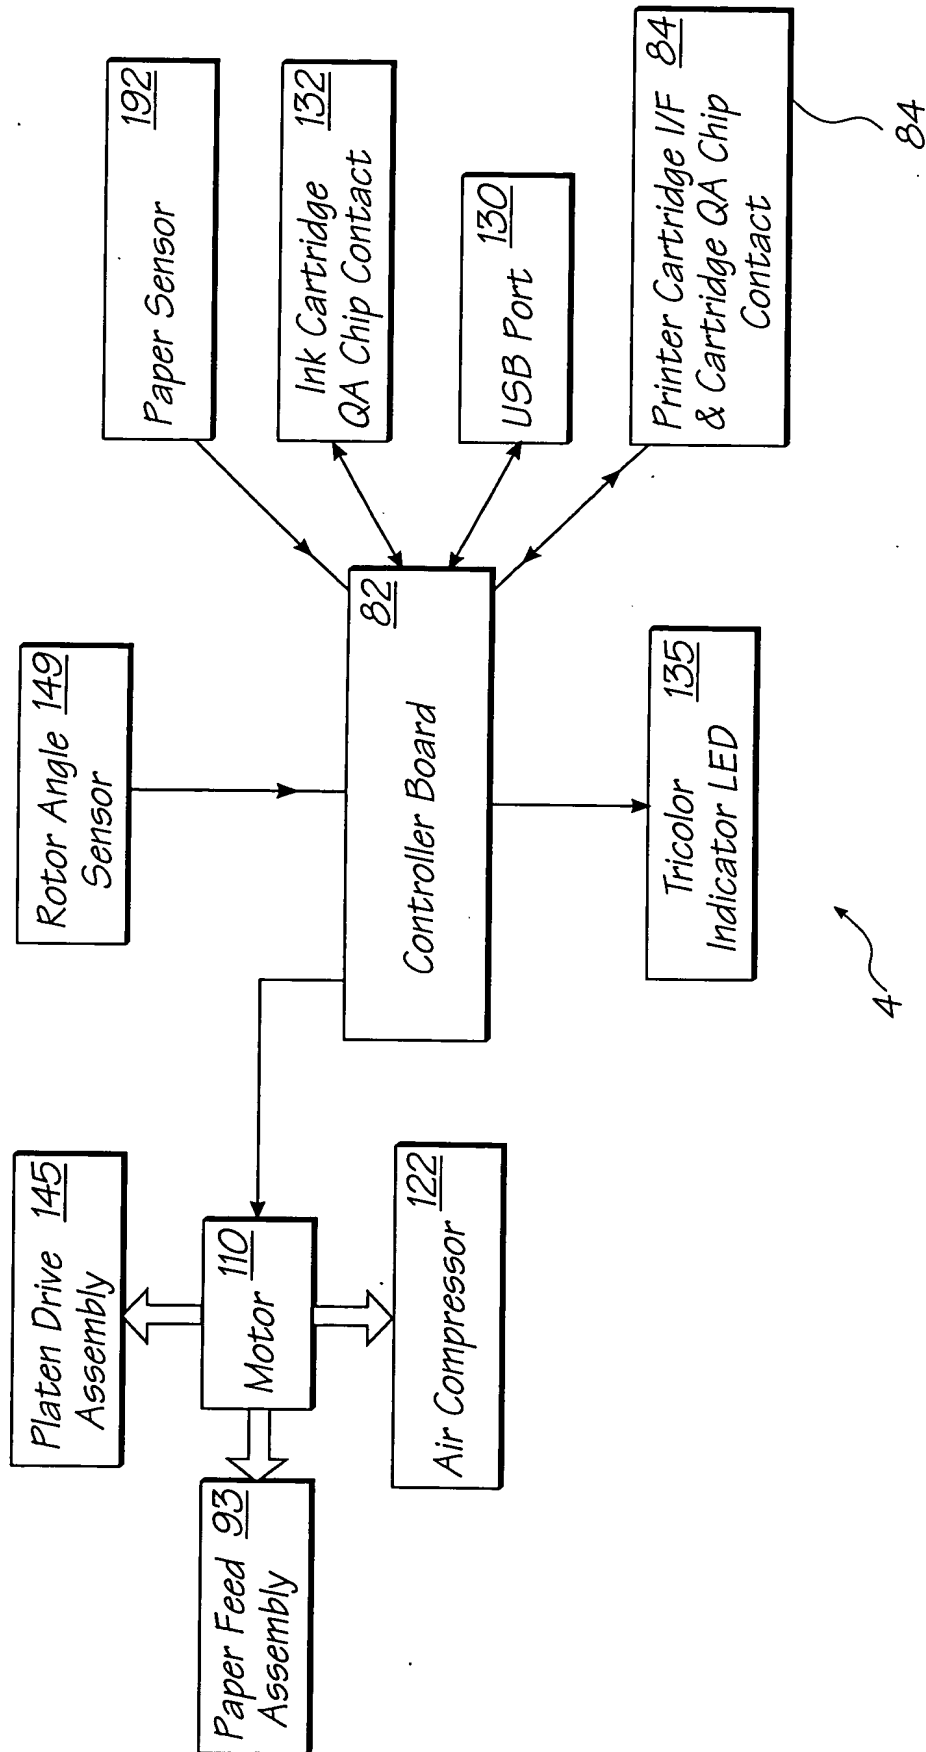 Platen Drive 145
Assembly
Rotor Angle 149
Sensor
Paper Sensor 192
Paper Feed 93
Assembly
Motor 110
Ink Cartridge 132
QA Chip Contact
Controller Board 82
Air Compressor 122
USB Port 130
Tricolor 135
Indicator LED
Printer Cartridge I/F 84
& Cartridge QA Chip
Contact
84
4